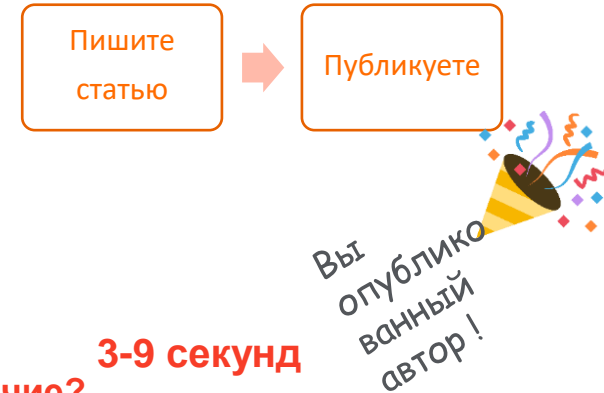 Пишите
статью
Публикуете
Вы
опублико
ванный
автор!
3-9 секунд